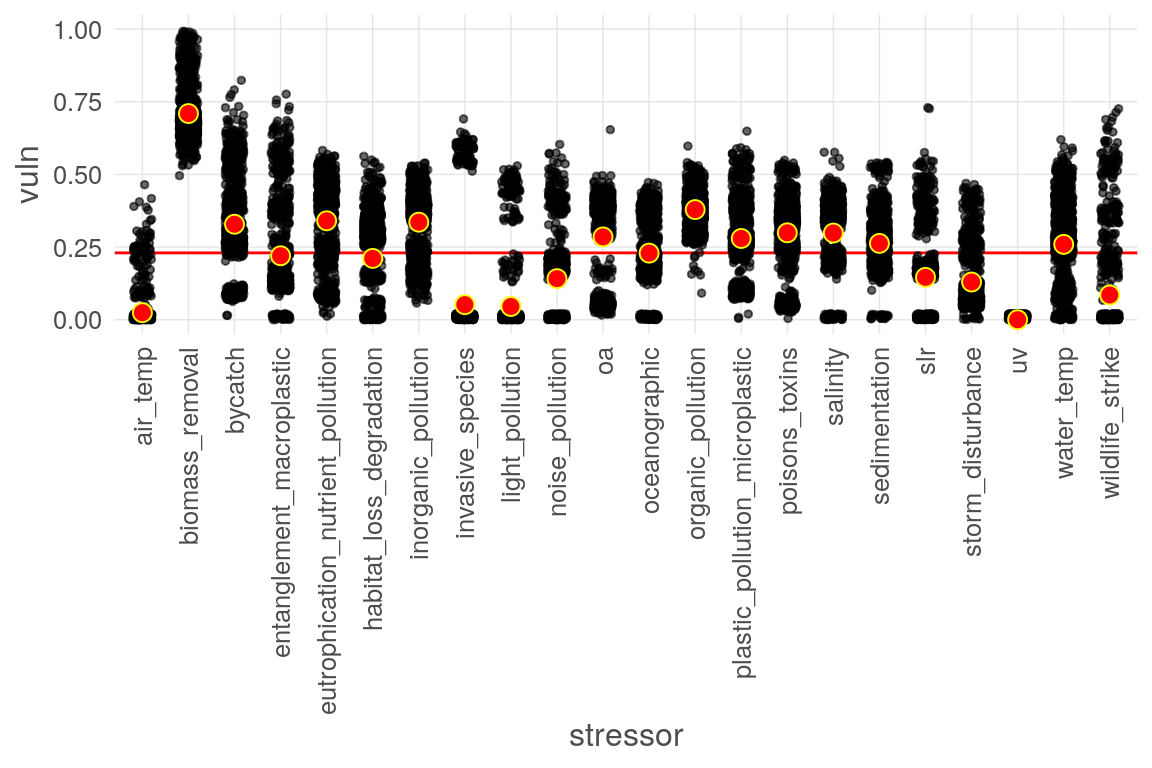 1.00
0.75
0.50
0.25
0.00
vuln
air_temp
biomass_removal
bycatch
entanglement_macroplastic
eutrophication_nutrient_pollution
habitat_loss_degradation
inorganic_pollution
invasive_species
light_pollution
noise_pollution
oa
oceanographic
organic_pollution
plastic_pollution_microplastic
poisons_toxins
salinity
sedimentation
slr
storm_disturbance
uv
water_temp
wildlife_strike
stressor